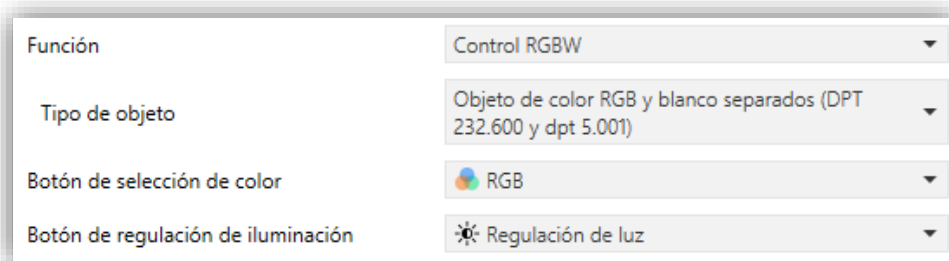 Función
Control RGBW
Tipo de objeto
Objeto de color RGB y blanco separados (DPT
232.600 y dpt 5.001)
Botón de selección de color
RGB
Botón de regulación de iluminación
Regulación de luz